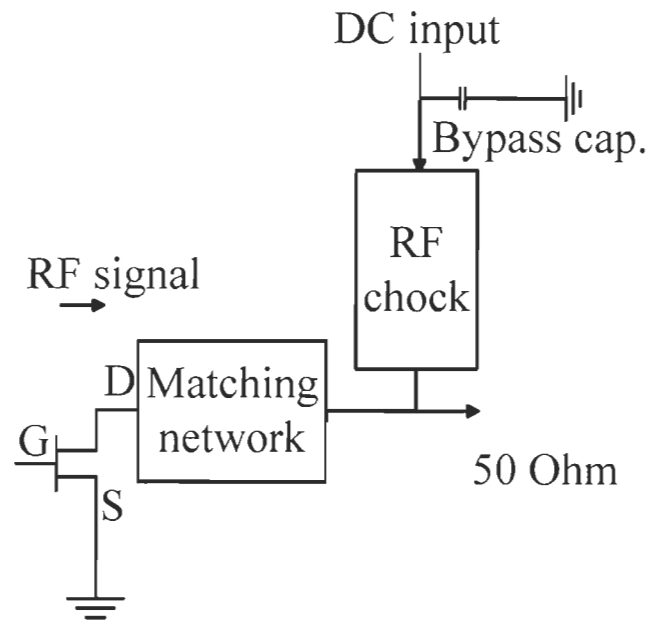 DC input
Bypass cap.
RF
chock
RF signal
D
Matching
network
G
S
50 Ohm